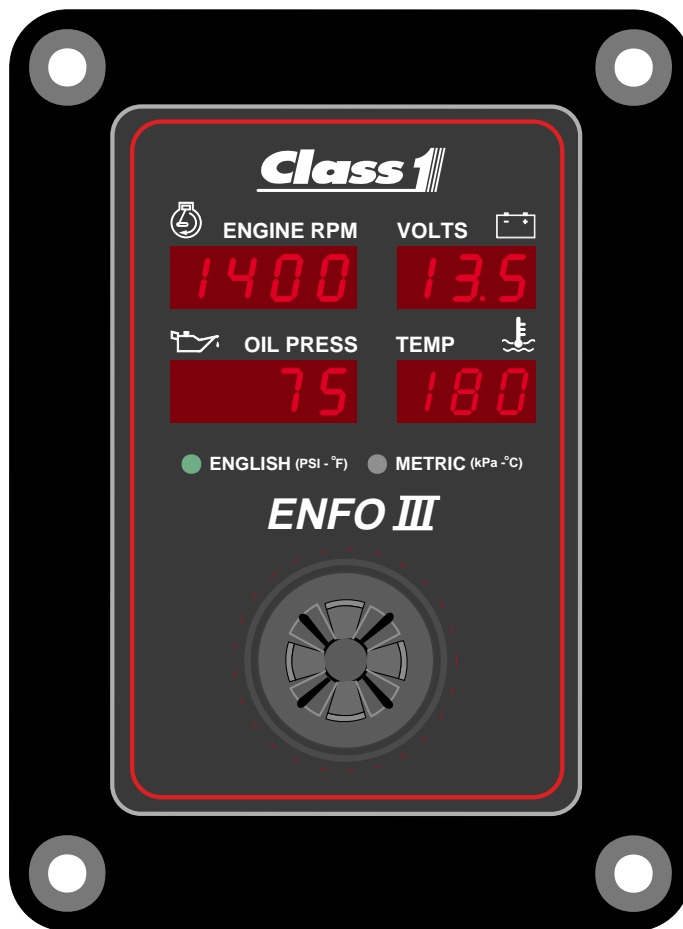 Class 1
ENGINE RPM VOLTS - +
1400 13.5
OIL PRESS TEMP
75 180
ENGLISH (PSI - °F) METRIC (kPa -°C)
ENFO III